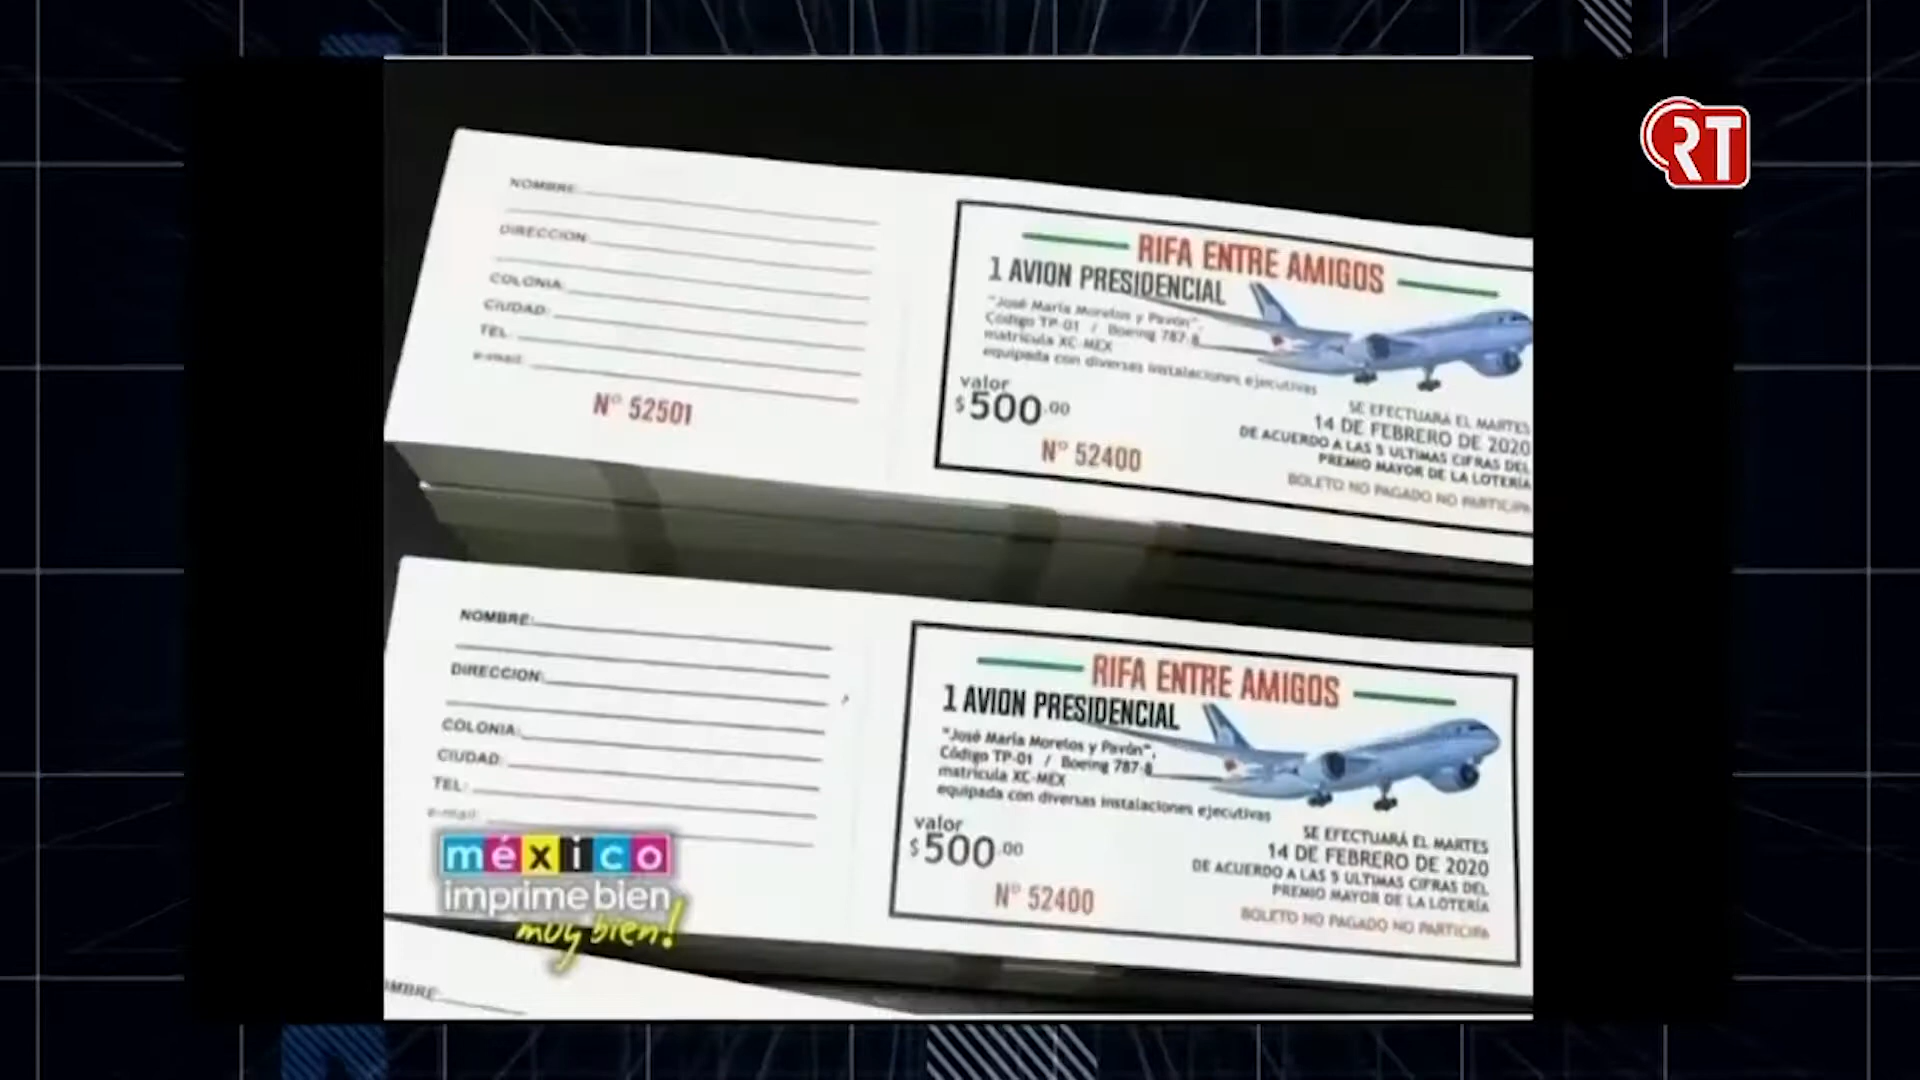 RT
NOMBRE:
DIRECCION:
COLONIA:
CIUDAD:
TEL:
e-mail:
Nº 52501
RIFA ENTRE AMIGOS
1 AVION PRESIDENCIAL
"José María Morelos y Pavón",
Código TP-01 / Boeing 787-8
matrícula XC-MEX
equipada con diversas instalaciones ejecutivas
valor
$500.00
Nº 52400
SE EFECTUARÁ EL MARTES
14 DE FEBRERO DE 2020
DE ACUERDO A LAS 5 ULTIMAS CIFRAS DEL
PREMIO MAYOR DE LA LOTERÍA
BOLETO NO PAGADO NO PARTICIPA
NOMBRE:
DIRECCION:
COLONIA:
CIUDAD:
TEL:
e-mail:
RIFA ENTRE AMIGOS
1 AVION PRESIDENCIAL
"José María Morelos y Pavón",
Código TP-01 / Boeing 787-8
matrícula XC-MEX
equipada con diversas instalaciones ejecutivas
valor
$500.00
Nº 52400
SE EFECTUARÁ EL MARTES
14 DE FEBRERO DE 2020
DE ACUERDO A LAS 5 ULTIMAS CIFRAS DEL
PREMIO MAYOR DE LA LOTERÍA
BOLETO NO PAGADO NO PARTICIPA
méxico
imprime bien
muy bien!
OMBRE: